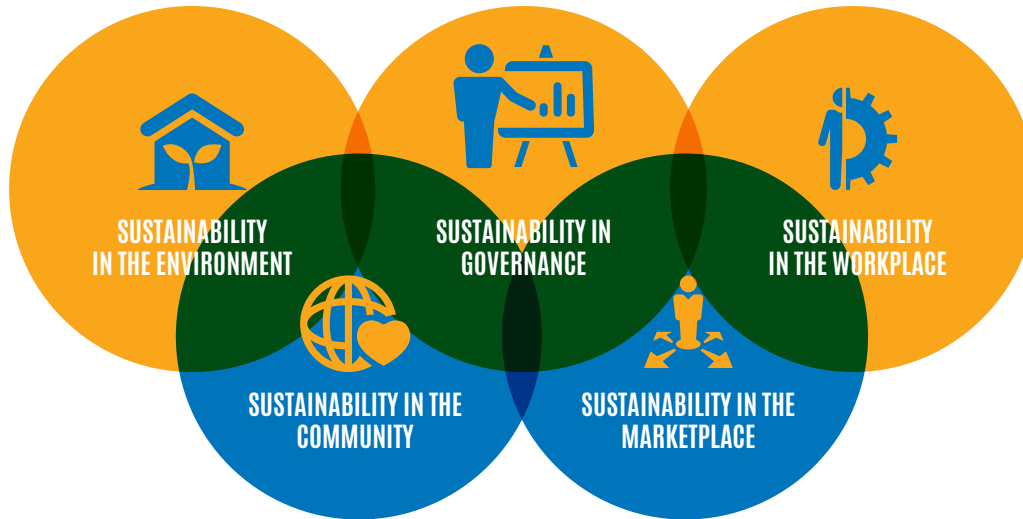 SUSTAINABILITY
IN THE ENVIRONMENT
SUSTAINABILITY IN
GOVERNANCE
SUSTAINABILITY
IN THE WORKPLACE
SUSTAINABILITY IN THE
COMMUNITY
SUSTAINABILITY IN THE
MARKETPLACE